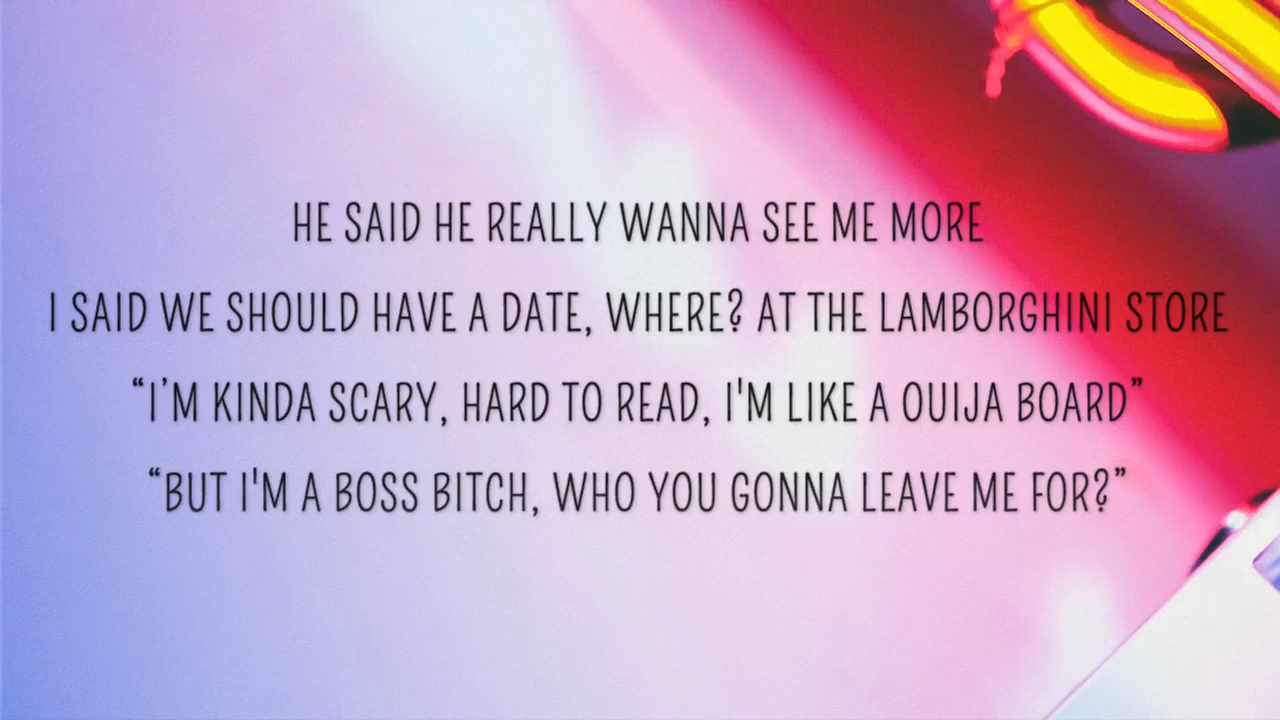 HE SAID HE REALLY WANNA SEE ME MORE
I SAID WE SHOULD HAVE A DATE, WHERE? AT THE LAMBORGHINI STORE
“I’M KINDA SCARY, HARD TO READ, I'M LIKE A OUIJA BOARD”
“BUT I'M A BOSS BITCH, WHO YOU GONNA LEAVE ME FOR?”